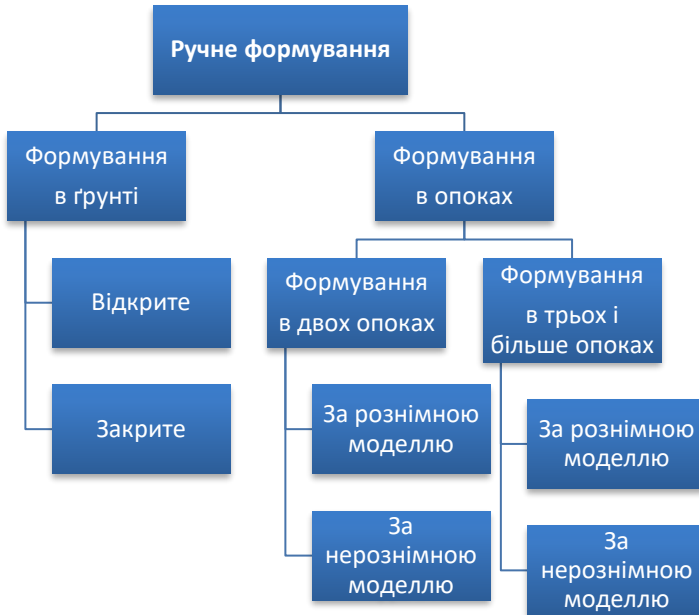 Ручне формування
Формування
в ґрунті
Відкрите
Закрите
Формування
в опоках
Формування
в двох опоках
За рознімною
моделлю
За
нерознімною
моделлю
Формування
в трьох і
більше опоках
За рознімною
моделлю
За
нерознімною
моделлю